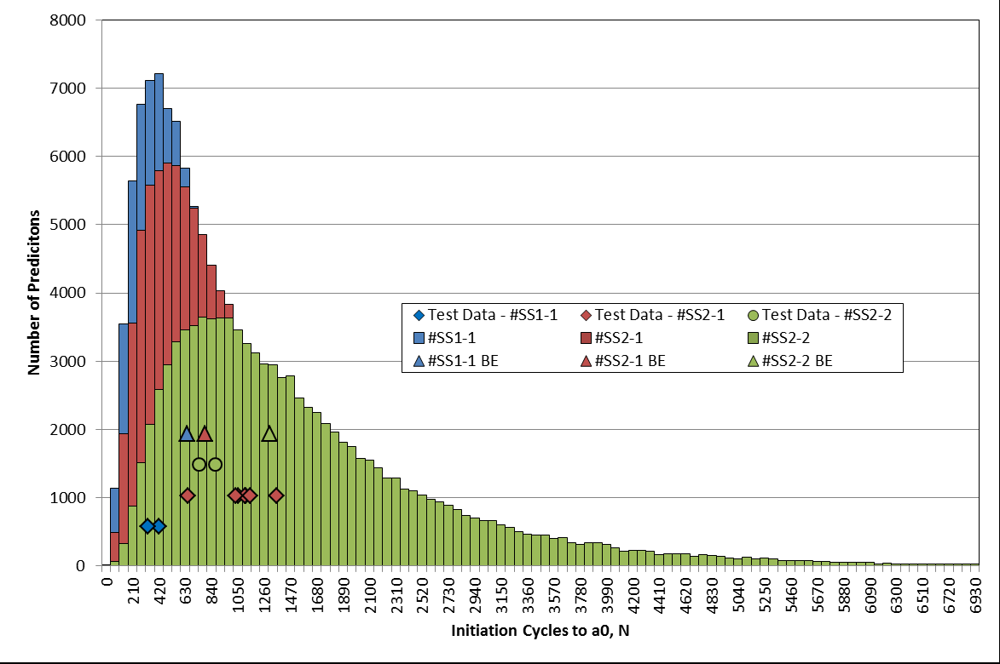 8000
7000
6000
5000
4000
3000
2000
1000
0
Number of Predicitons
Test Data - #SS1-1 Test Data - #SS2-1 Test Data - #SS2-2
#SS1-1 #SS2-1 #SS2-2
#SS1-1 BE #SS2-1 BE #SS2-2 BE
0 210 420 630 840 1050 1260 1470 1680 1890 2100 2310 2520 2730 2940 3150 3360 3570 3780 3990 4200 4410 4620 4830 5040 5250 5460 5670 5880 6090 6300 6510 6720 6930
Initiation Cycles to a0, N